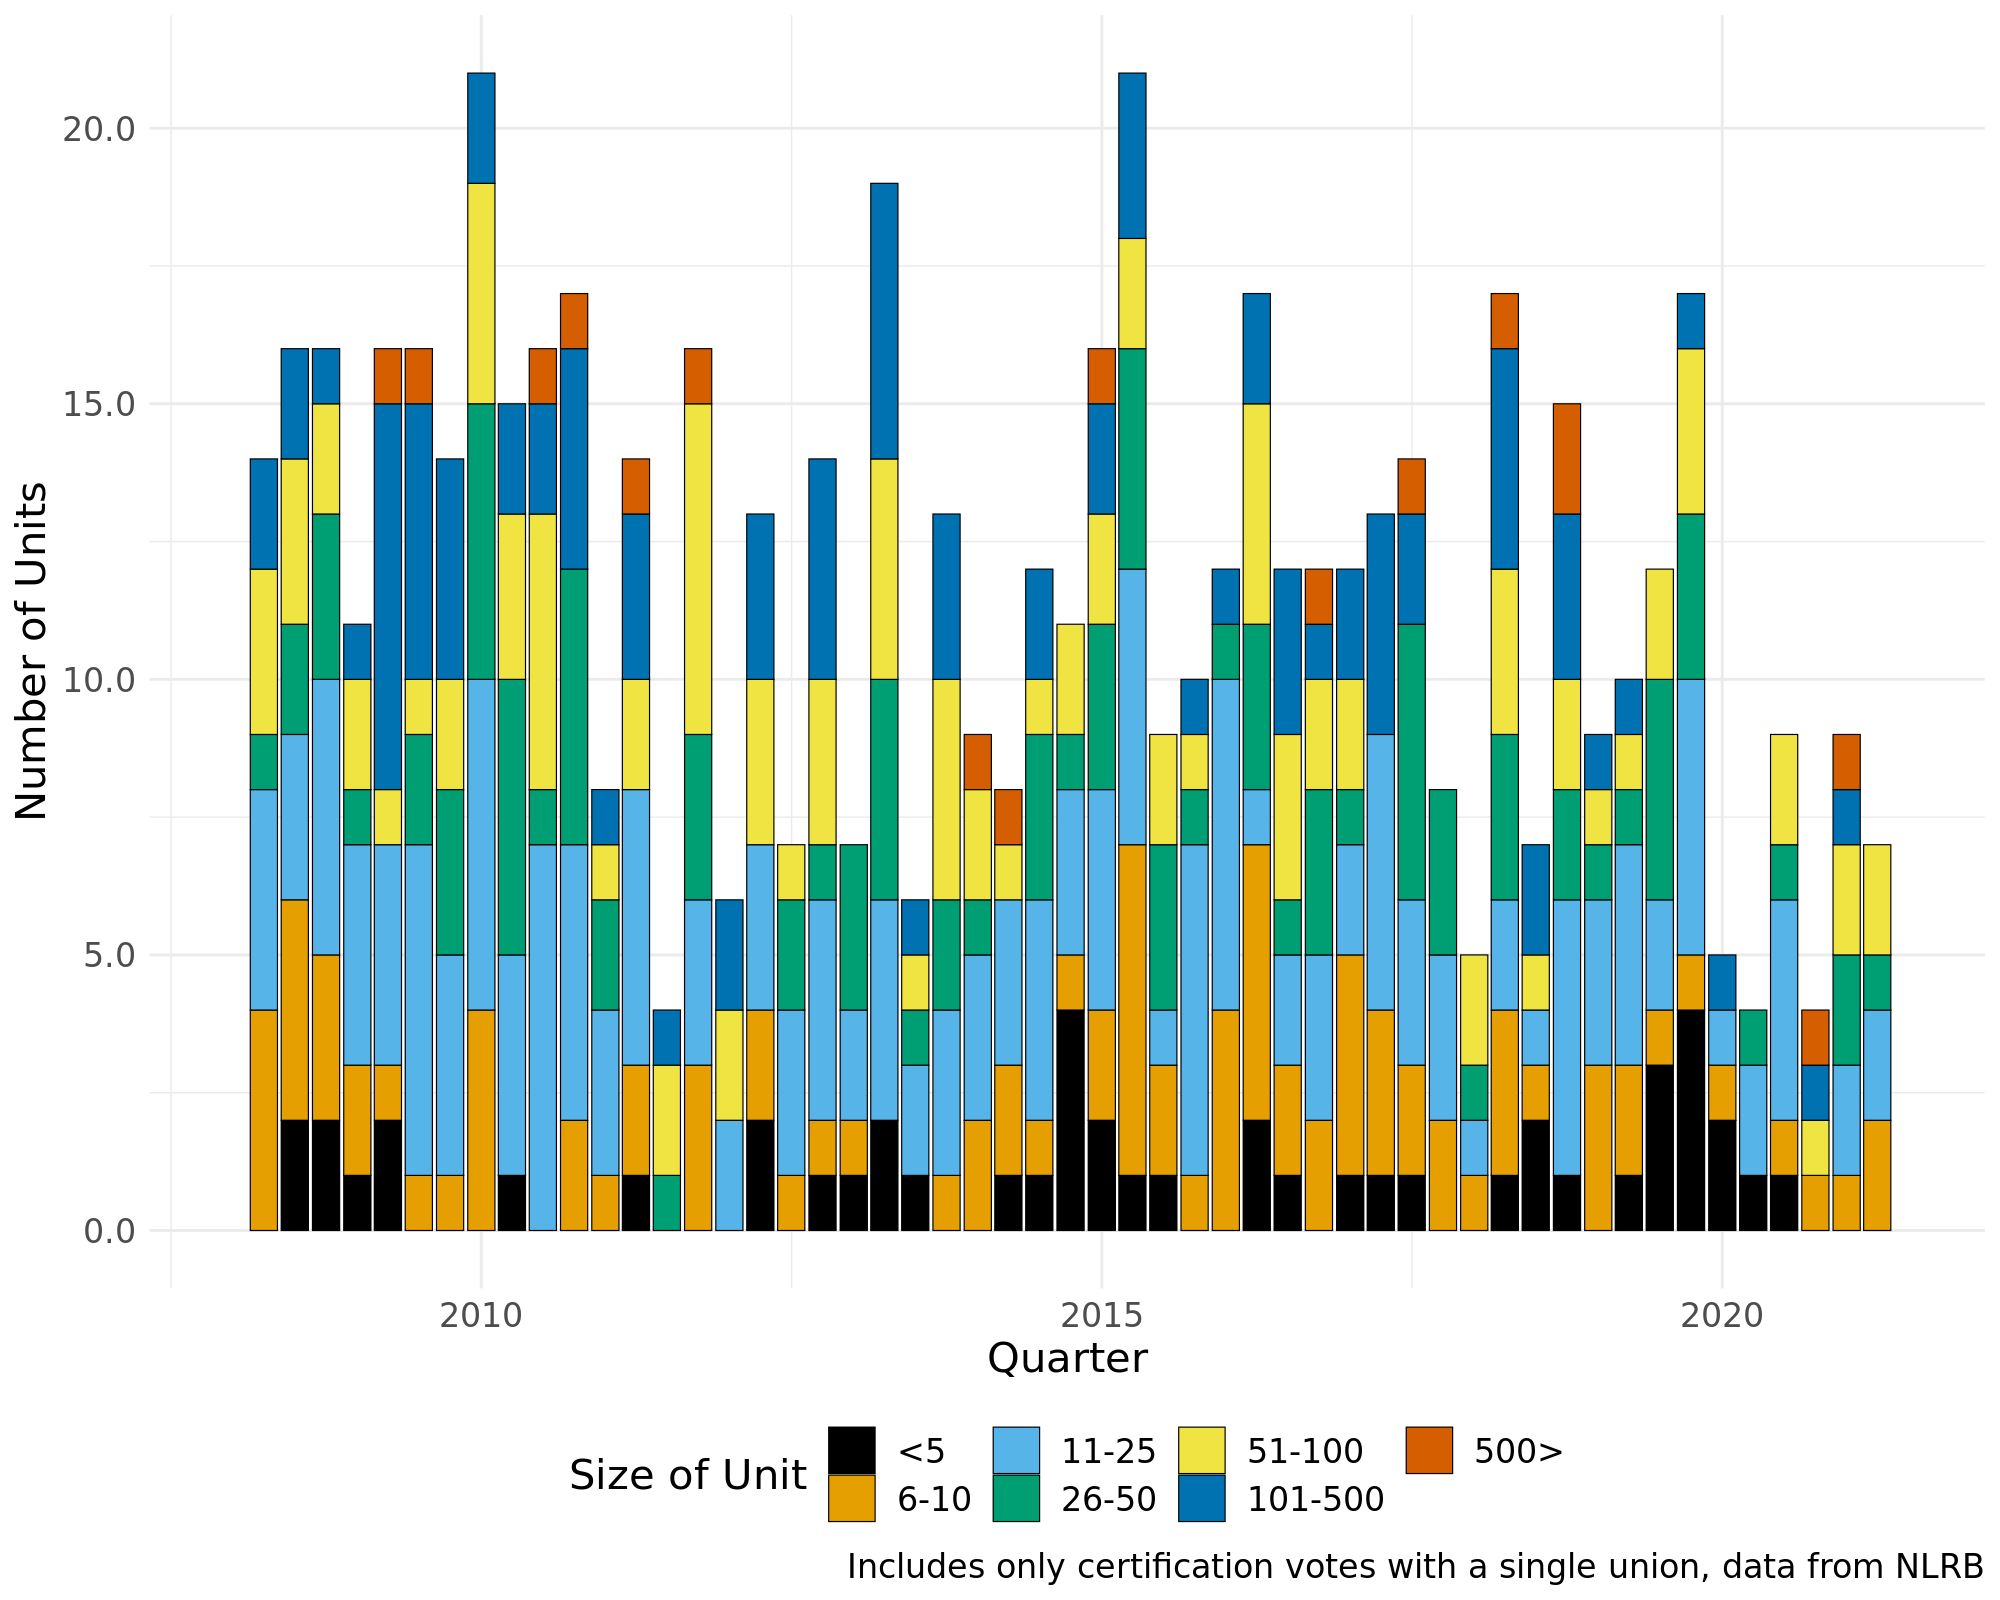 20.0
15.0
10.0
5.0
0.0
Number of Units
2010 2015 2020
Quarter
Size of Unit
<5 11-25 51-100 500>
6-10 26-50 101-500
Includes only certification votes with a single union, data from NLRB